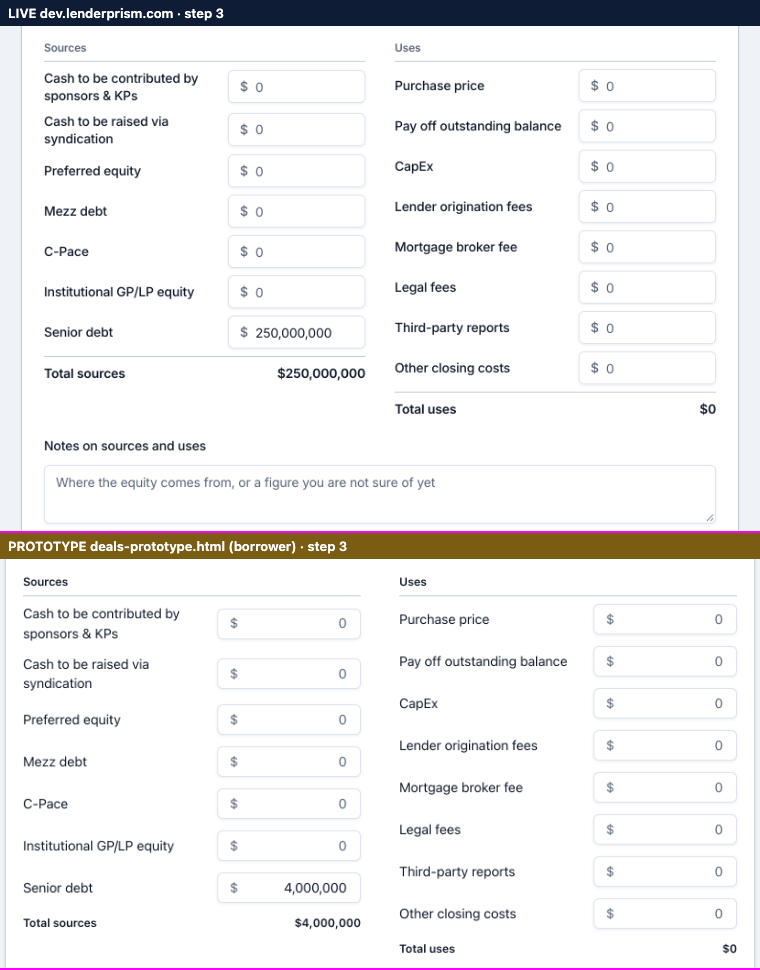 LIVE dev.lenderprism.com · step 3
Sources
Cash to be contributed by
sponsors & KPs
$ 0
Cash to be raised via
syndication
$ 0
Preferred equity
$ 0
Mezz debt
$ 0
C-Pace
$ 0
Institutional GP/LP equity
$ 0
Senior debt
$ 250,000,000
Total sources
$250,000,000
Uses
Purchase price
$ 0
Pay off outstanding balance
$ 0
CapEx
$ 0
Lender origination fees
$ 0
Mortgage broker fee
$ 0
Legal fees
$ 0
Third-party reports
$ 0
Other closing costs
$ 0
Total uses
$0
Notes on sources and uses
Where the equity comes from, or a figure you are not sure of yet
PROTOTYPE deals-prototype.html (borrower) · step 3
Sources
Cash to be contributed by
sponsors & KPs
$ 0
Cash to be raised via
syndication
$ 0
Preferred equity
$ 0
Mezz debt
$ 0
C-Pace
$ 0
Institutional GP/LP equity
$ 0
Senior debt
$ 4,000,000
Total sources
$4,000,000
Uses
Purchase price
$ 0
Pay off outstanding balance
$ 0
CapEx
$ 0
Lender origination fees
$ 0
Mortgage broker fee
$ 0
Legal fees
$ 0
Third-party reports
$ 0
Other closing costs
$ 0
Total uses
$0